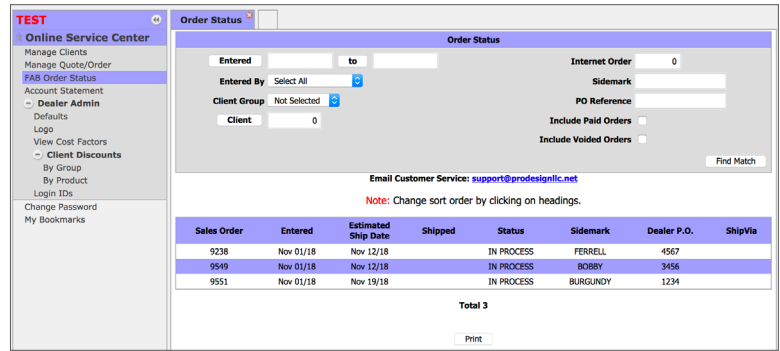 TEST
Online Service Center
Manage Clients
Manage Quote/Order
FAB Order Status
Account Statement
Dealer Admin
Defaults
Logo
View Cost Factors
Client Discounts
By Group
By Product
Login IDs
Change Password
My Bookmarks
Order Status
Order Status
Entered to Internet Order 0
Entered By Select All Sidemark
Client Group Not Selected PO Reference
Client 0 Include Paid Orders
Include Voided Orders
Find Match
Email Customer Service: support@prodesignllc.net
Note: Change sort order by clicking on headings.
Sales Order Entered Estimated Ship Date Shipped Status Sidemark Dealer P.O. ShipVia
9238 Nov 01/18 Nov 12/18 IN PROCESS FERRELL 4567
9549 Nov 01/18 Nov 12/18 IN PROCESS BOBBY 3456
9551 Nov 01/18 Nov 19/18 IN PROCESS BURGUNDY 1234
Total 3
Print